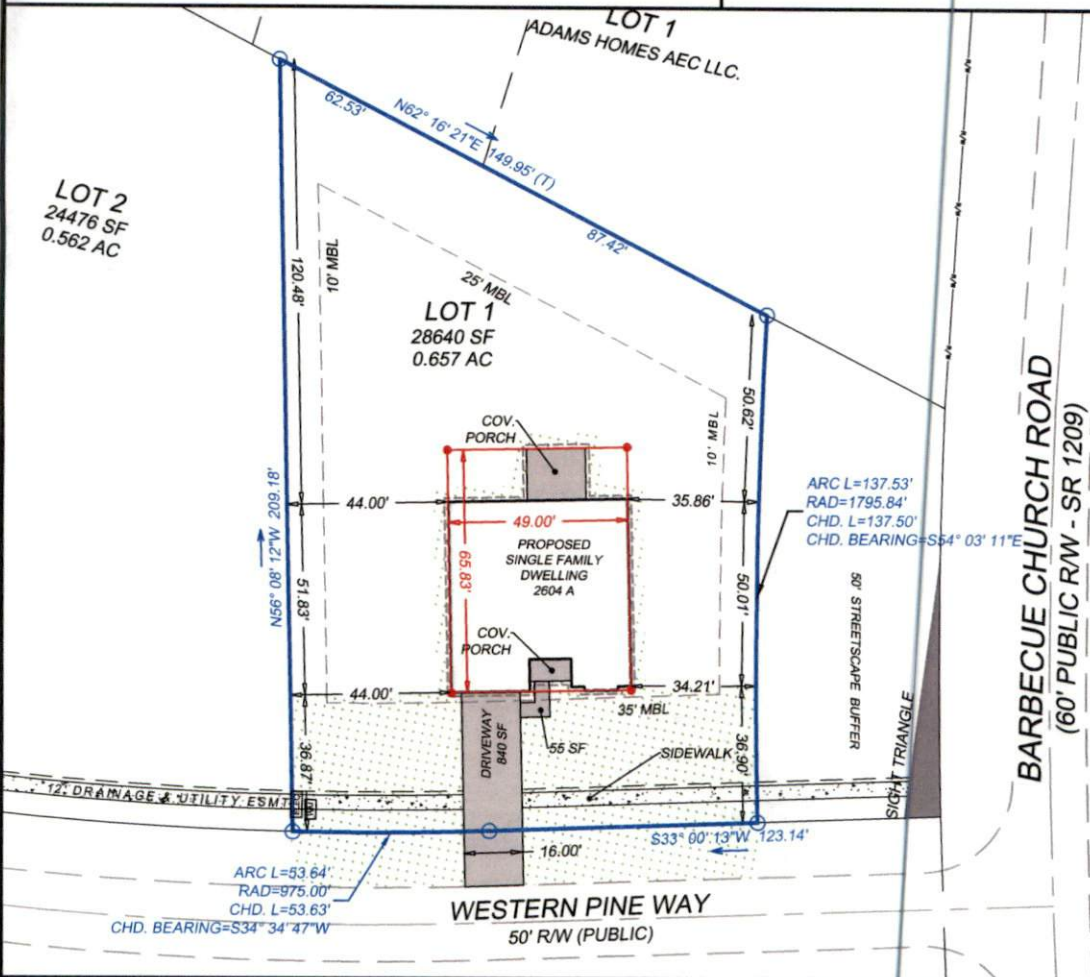 LOT 1
ADAMS HOMES AEC LLC.
62.53'
N62° 16' 21"E 149.95' (T)
87.42'
LOT 2
24476 SF
0.562 AC
120.48'
10' MBL
25' MBL
LOT 1
28640 SF
0.657 AC
50.62'
10' MBL
COV.
PORCH
44.00'
35.86'
49.00'
65.83'
PROPOSED
SINGLE FAMILY
DWELLING
2604 A
ARC L=137.53'
RAD=1795.84'
CHD. L=137.50'
CHD. BEARING=S54° 03' 11"E
N56° 08' 12"W 209.18'
51.83'
50.01'
COV.
PORCH
44.00'
34.21'
35' MBL
50' STREETSCAPE BUFFER
SIGHT TRIANGLE
BARBECUE CHURCH ROAD
(60' PUBLIC R/W - SR 1209)
DRIVEWAY
840 SF
55 SF
SIDEWALK
36.87'
36.90'
12' DRAINAGE & UTILITY ESMT
S33° 00' 13"W 123.14'
16.00'
ARC L=53.64'
RAD=975.00'
CHD. L=53.63'
CHD. BEARING=S34° 34' 47"W
WESTERN PINE WAY
50' R/W (PUBLIC)